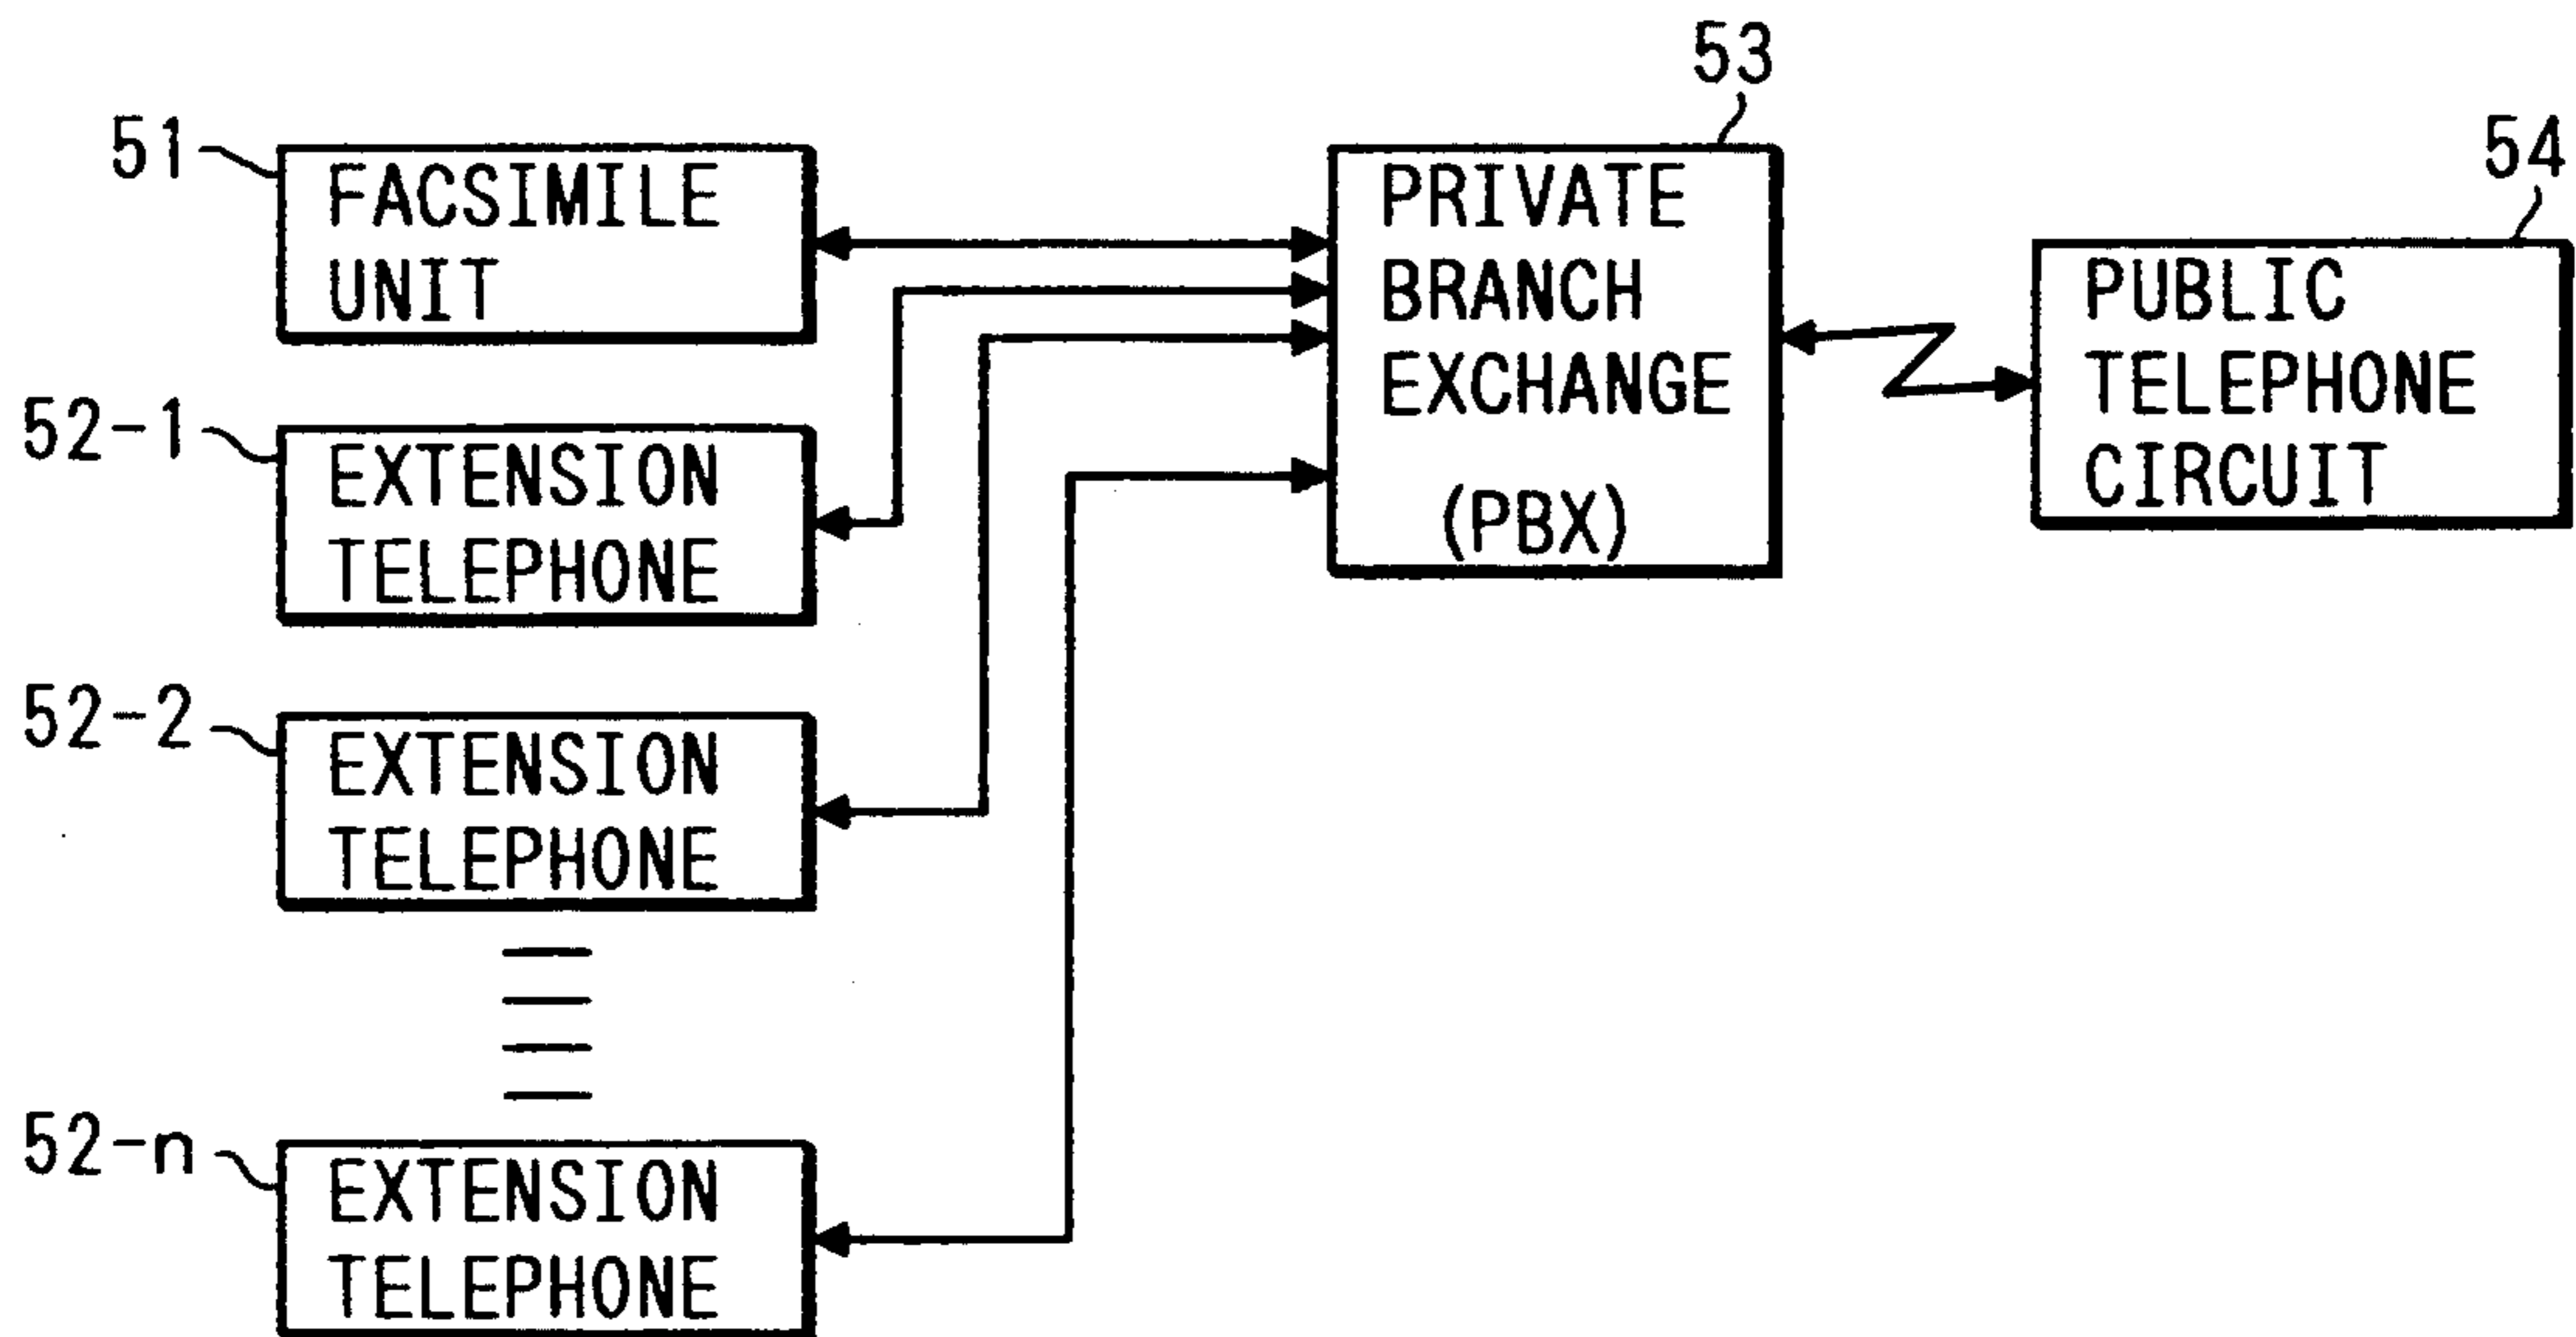 51
FACSIMILE
UNIT
52-1
EXTENSION
TELEPHONE
52-2
EXTENSION
TELEPHONE
52-n
EXTENSION
TELEPHONE
53
PRIVATE
BRANCH
EXCHANGE
(PBX)
54
PUBLIC
TELEPHONE
CIRCUIT